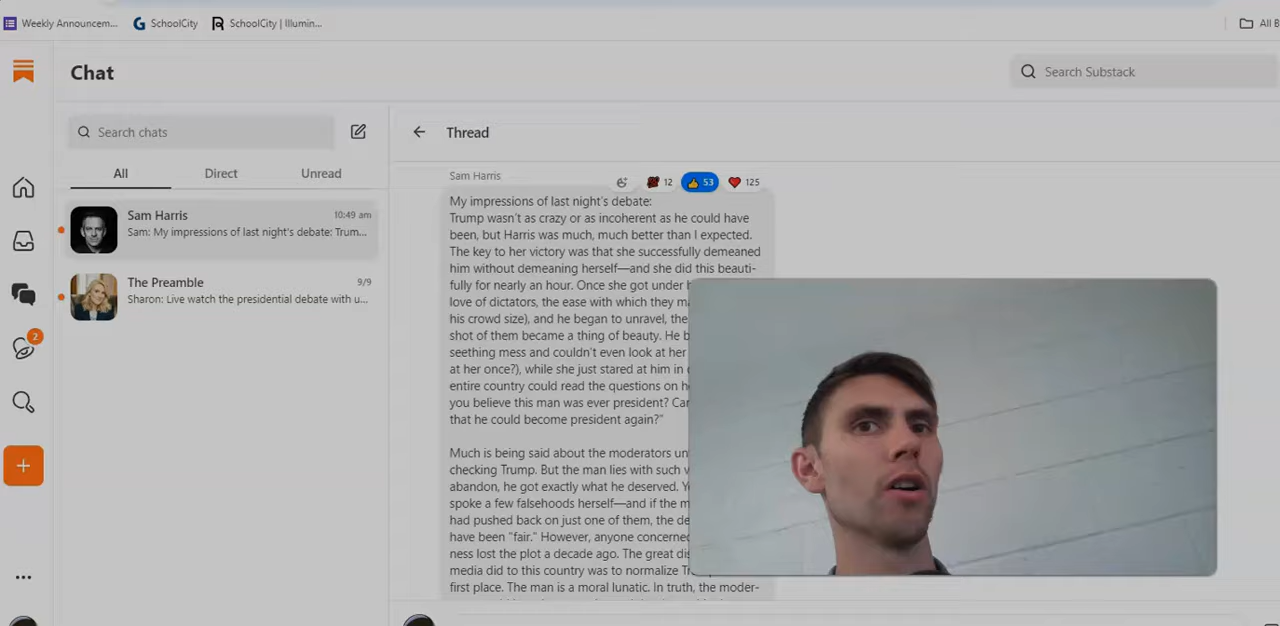 Weekly Announcem...
SchoolCity
SchoolCity | Illumin...
All B
Chat
Search Substack
Search chats
Thread
All
Direct
Unread
Sam Harris
10:49 am
Sam: My impressions of last night's debate: Trum...
The Preamble
9/9
Sharon: Live watch the presidential debate with u...
2
Sam Harris
12
53
125
My impressions of last night's debate:
Trump wasn't as crazy or as incoherent as he could have
been, but Harris was much, much better than I expected.
The key to her victory was that she successfully demeaned
him without demeaning herself—and she did this beauti-
fully for nearly an hour. Once she got under
love of dictators, the ease with which they
his crowd size), and he began to unravel, the
shot of them became a thing of beauty. He
seething mess and couldn't even look at her
at her once?), while she just stared at him in
entire country could read the questions on
you believe this man was ever president?
that he could become president again?"
Much is being said about the moderators
checking Trump. But the man lies with such
abandon, he got exactly what he deserved.
spoke a few falsehoods herself—and if the
had pushed back on just one of them, the
have been "fair." However, anyone concerned
ness lost the plot a decade ago. The great
media did to this country was to normalize
first place. The man is a moral lunatic. In truth, the moder-